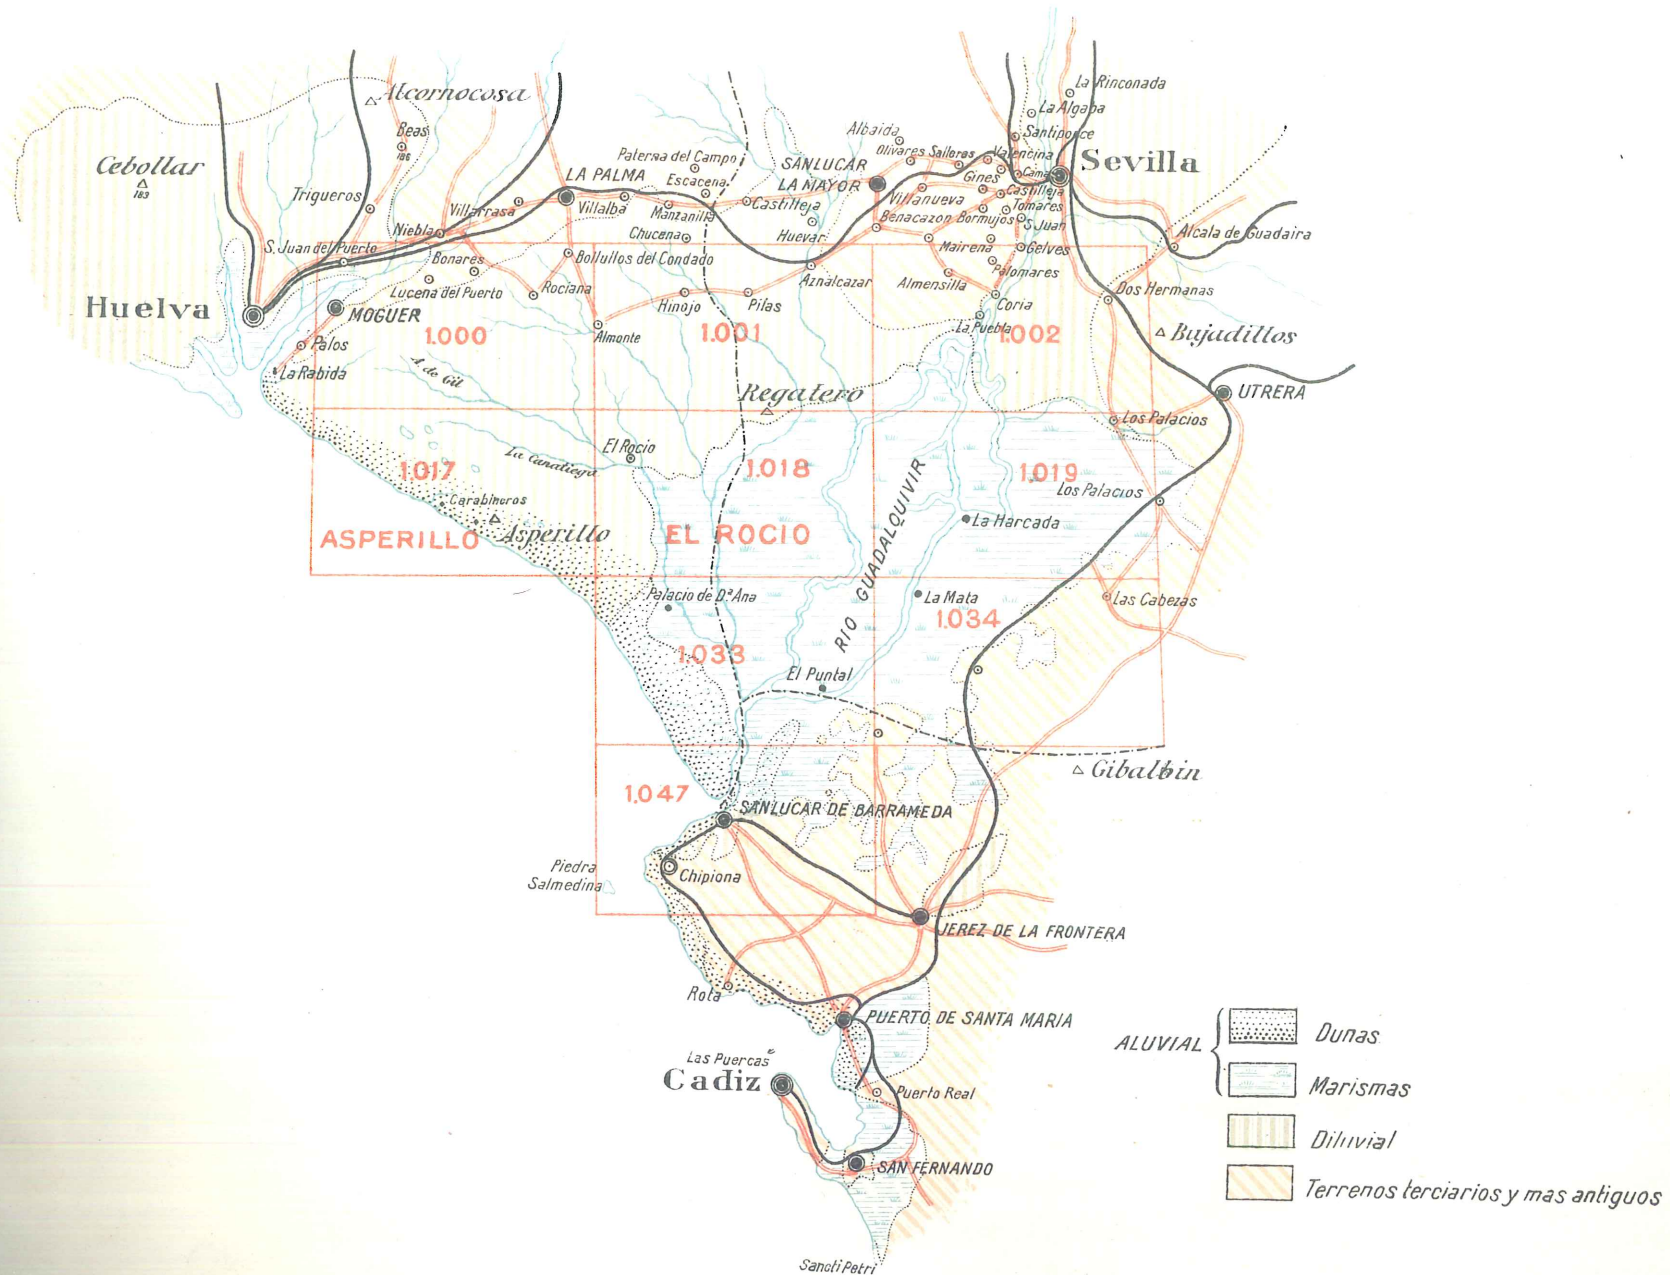 La Rinconada
Alcornocosa
La Algaba
Beas
186
Albaida
Santiponce
Olivares
Salteras
Valencina
Cebollar
183
Paterna del Campo
SANLUCAR
LA MAYOR
Sevilla
LA PALMA
Escacena
Gines
Camas
Trigueros
Castilleja
Villarrasa
Villalba
Manzanilla
Castilleja
Villanueva
Tomares
Niebla
Chucena
Huevar
Benacazon
Bormujos
S. Juan
S. Juan del Puerto
Mairena
Gelves
Alcala de Guadaira
Bonares
Bollullos del Condado
Palomares
Lucena del Puerto
Rociana
Aznalcazar
Almensilla
Dos Hermanas
Huelva
MOGUER
Hinojo
Pilas
Coria
1.000
Almonte
1.001
La Puebla
1.002
Bujadillos
Palos
La Rabida
A. de Gil
Regatero
UTRERA
Los Palacios
El Rocio
La Canaliega
1.017
1.018
1.019
Los Palacios
Carabineros
Asperillo
ASPERILLO
EL ROCIO
RIO GUADALQUIVIR
La Harcada
Palacio de Dª Ana
La Mata
Las Cabezas
1.034
1.033
El Puntal
Gibalbin
1.047
SANLUCAR DE BARRAMEDA
Piedra
Salmedina
Chipiona
JEREZ DE LA FRONTERA
Rota
PUERTO DE SANTA MARIA
Las Puercas
Cadiz
Puerto Real
SAN FERNANDO
Sancti Petri
ALUVIAL
Dunas
Marismas
Diluvial
Terrenos terciarios y mas antiguos